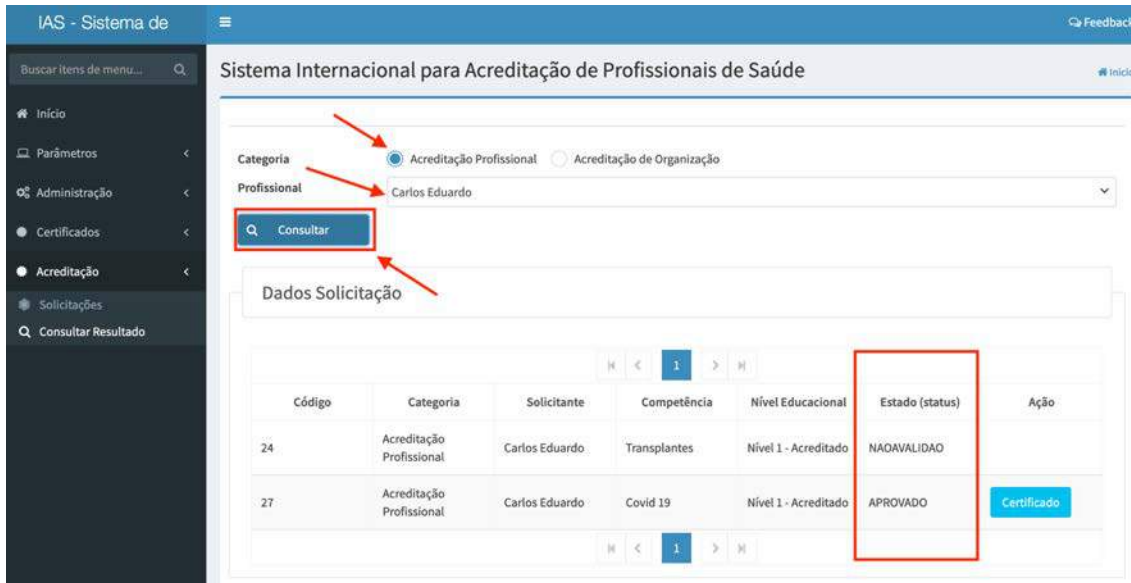 IAS - Sistema de
Feedback
Buscar itens de menu...
Sistema Internacional para Acreditação de Profissionais de Saúde
Início
Início
Parâmetros
Administração
Certificados
Acreditação
Solicitações
Consultar Resultado
Categoria
Acreditação Profissional
Acreditação de Organização
Profissional
Carlos Eduardo
Consultar
Dados Solicitação
1
Código Categoria Solicitante Competência Nível Educacional Estado (status) Ação
24 Acreditação Profissional Carlos Eduardo Transplantes Nível 1 - Acreditado NAOAVALIDAO
27 Acreditação Profissional Carlos Eduardo Covid 19 Nível 1 - Acreditado APROVADO Certificado
1